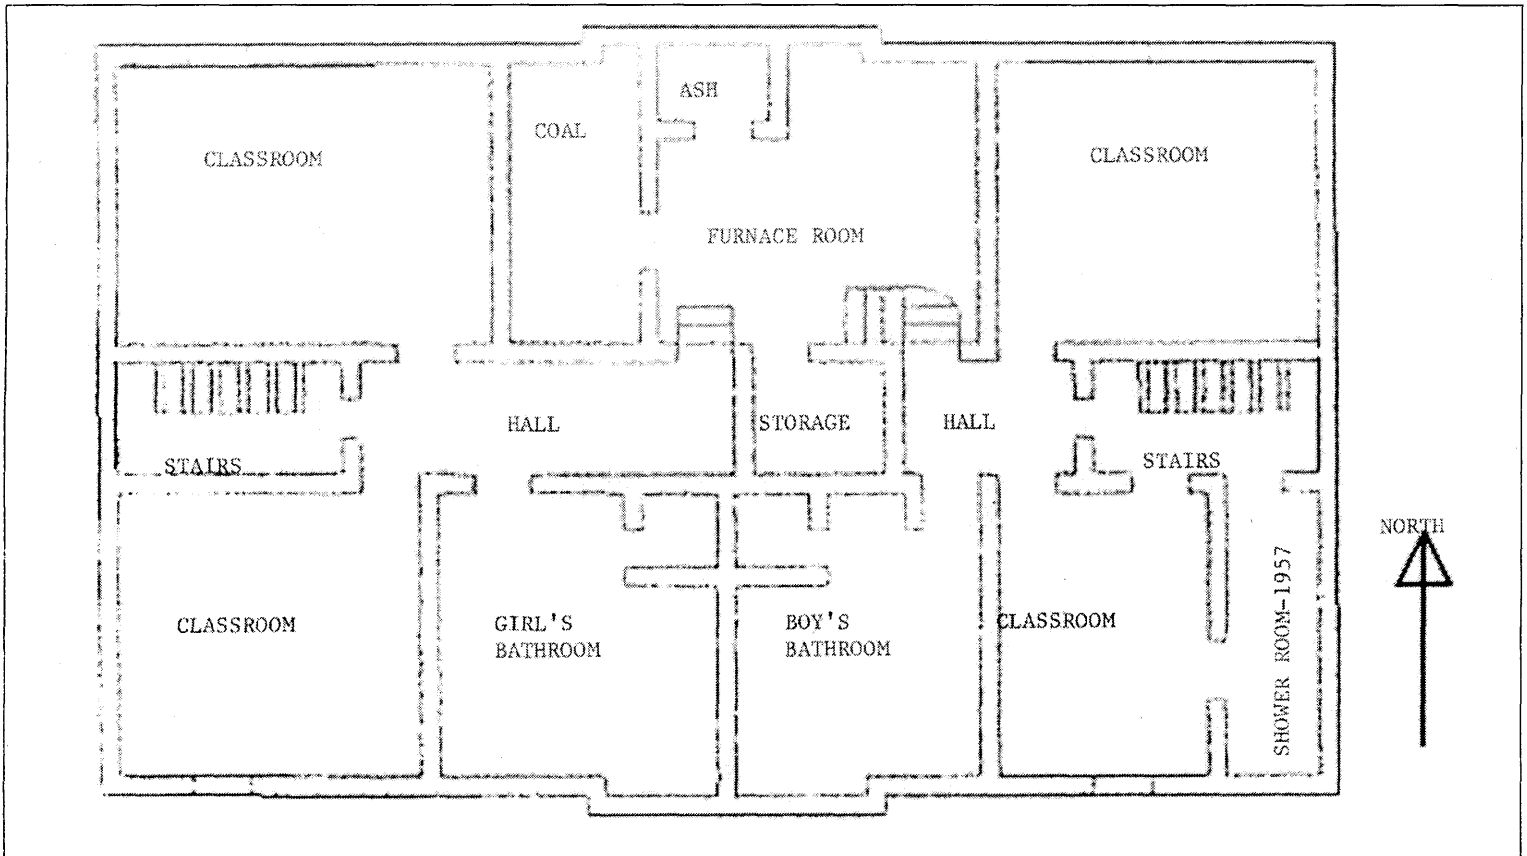 ASH
COAL
CLASSROOM
CLASSROOM
FURNACE ROOM
HALL
STORAGE
HALL
STAIRS
STAIRS
NORTH
SHOWER ROOM-1957
CLASSROOM
GIRL'S
BATHROOM
BOY'S
BATHROOM
CLASSROOM